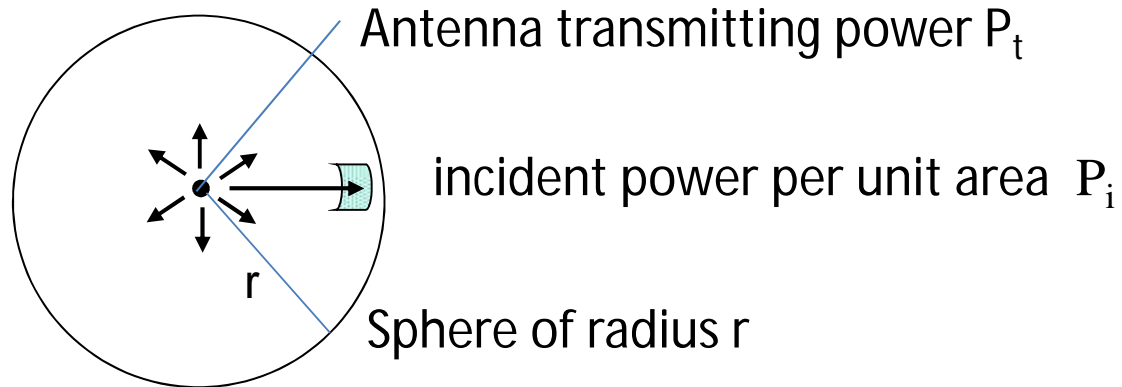 Antenna transmitting power Pt
incident power per unit area Pi
r
Sphere of radius r